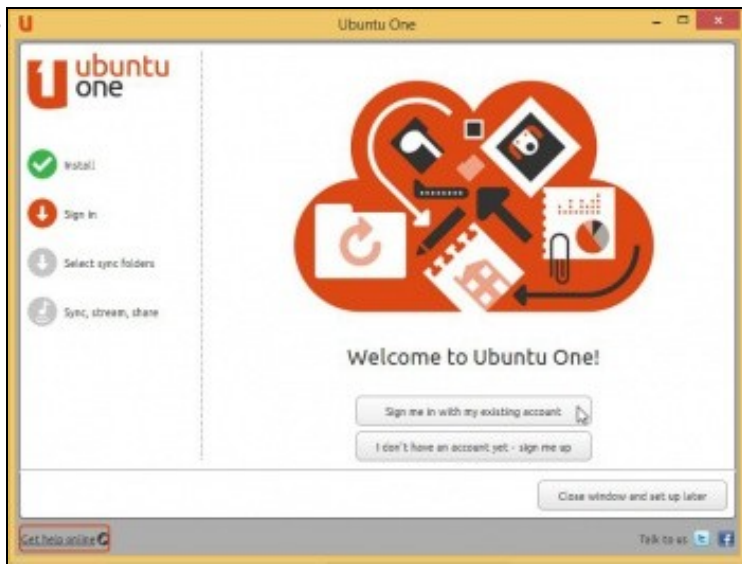 Ubuntu One
ubuntu
one
Install
Sign in
Select sync folders
Sync, stream, share
Welcome to Ubuntu One!
Sign me in with my existing account
I don't have an account yet - sign me up
Close window and set up later
Get help online
Talk to us